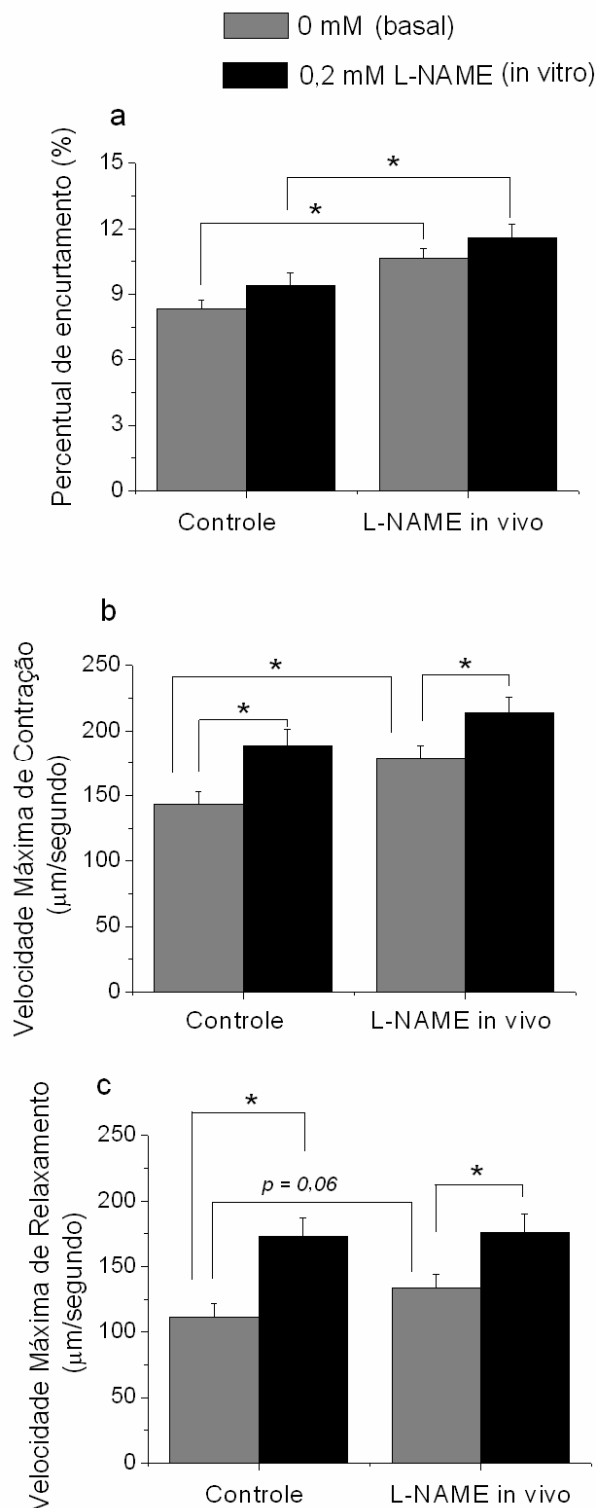 0 mM (basal)
0,2 mM L-NAME (in vitro)
a
Percentual de encurtamento (%)
15
12
9
6
3
0
*
*
Controle
L-NAME in vivo
b
Velocidade Máxima de Contração
(µm/segundo)
250
200
150
100
50
0
*
*
*
Controle
L-NAME in vivo
c
Velocidade Máxima de Relaxamento
(µm/segundo)
250
200
150
100
50
0
*
p = 0,06
*
Controle
L-NAME in vivo